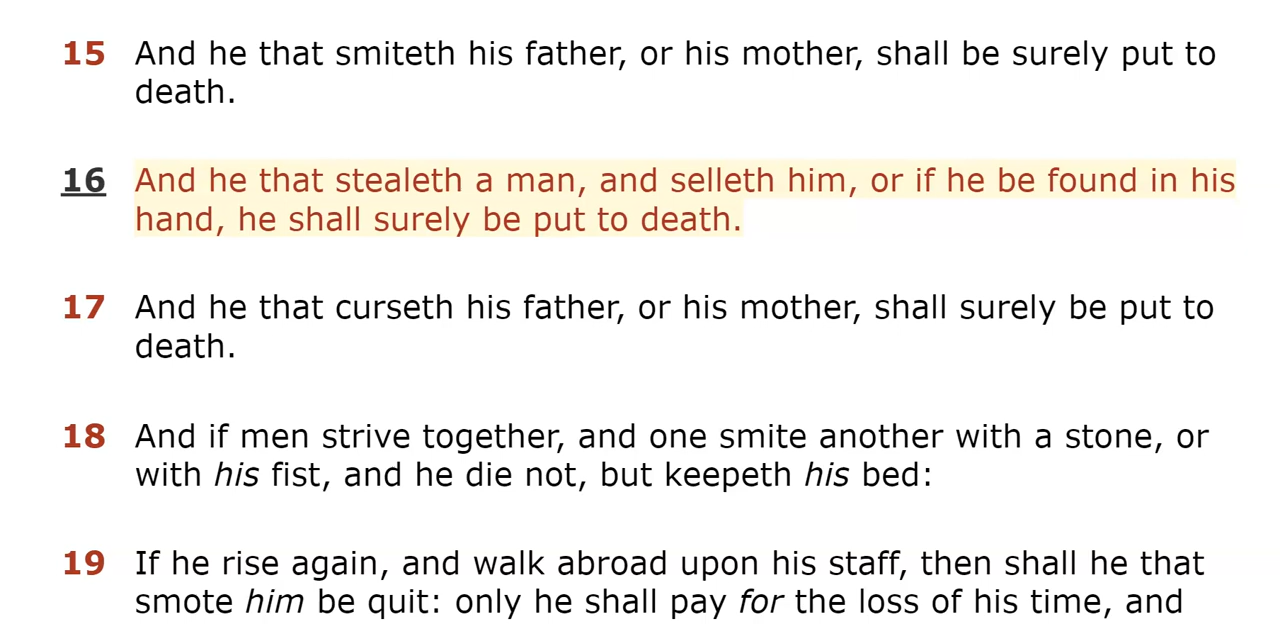 15 And he that smiteth his father, or his mother, shall be surely put to
death.
16 And he that stealeth a man, and selleth him, or if he be found in his
hand, he shall surely be put to death.
17 And he that curseth his father, or his mother, shall surely be put to
death.
18 And if men strive together, and one smite another with a stone, or
with his fist, and he die not, but keepeth his bed:
19 If he rise again, and walk abroad upon his staff, then shall he that
smote him be quit: only he shall pay for the loss of his time, and